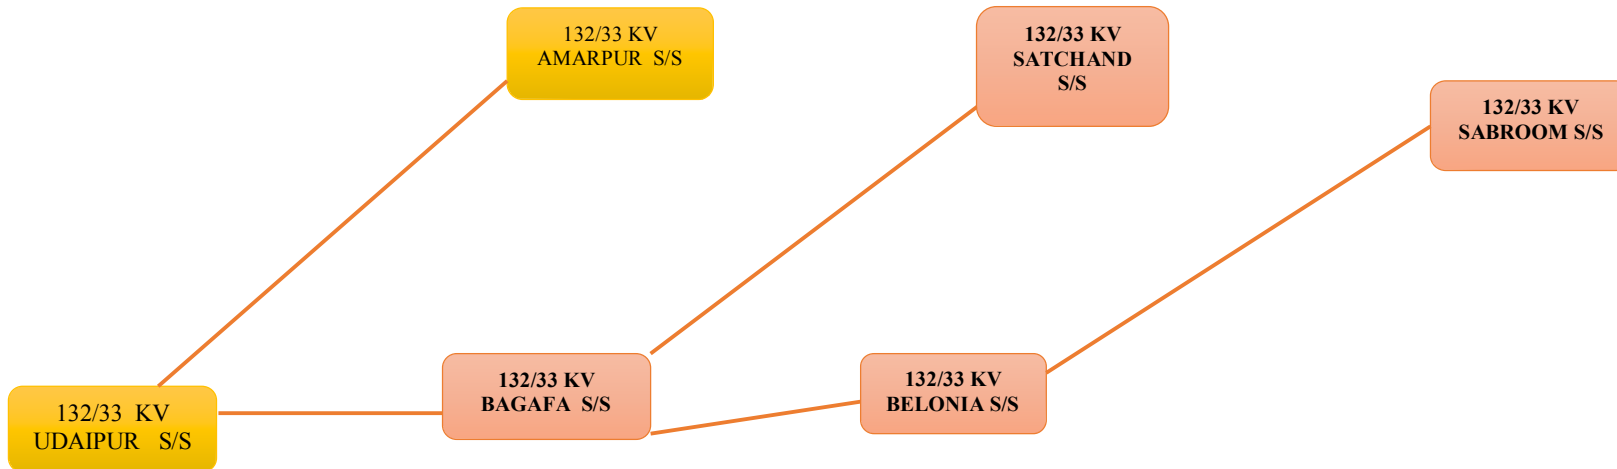 132/33 KV
AMARPUR S/S
132/33 KV
SATCHAND
S/S
132/33 KV
SABROOM S/S
132/33 KV
UDAIPUR S/S
132/33 KV
BAGAFA S/S
132/33 KV
BELONIA S/S